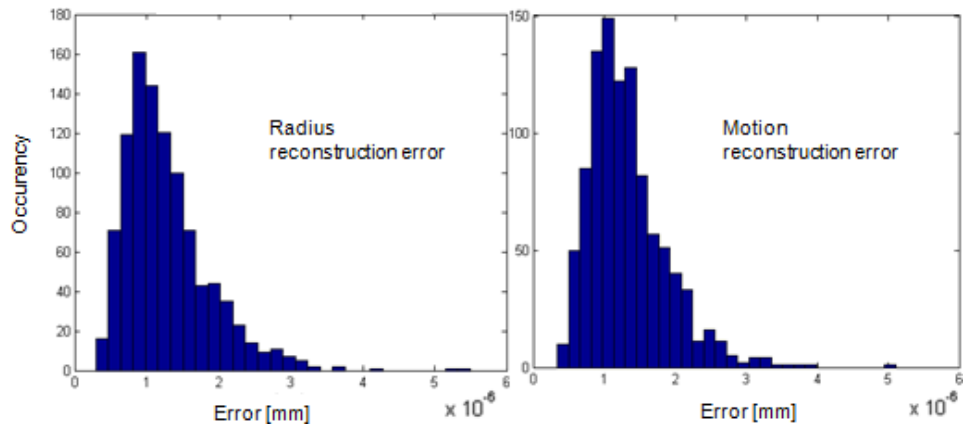 180
160
140
120
100
80
60
40
20
0
Occurency
Radius
reconstruction error
0 1 2 3 4 5 6
Error [mm]
x 10⁻⁶
150
100
50
0
Motion
reconstruction error
0 1 2 3 4 5 6
Error [mm]
x 10⁻⁶